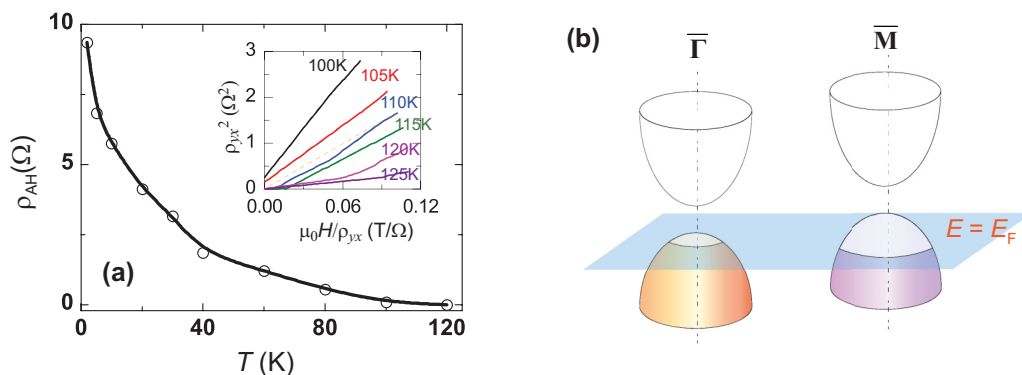 (a)
ρAH(Ω)
10
5
0
0
40
80
120
T (K)
ρyx² (Ω²)
3
2
1
0
0.00
0.06
0.12
μ0H/ρyx (T/Ω)
100K
105K
110K
115K
120K
125K
(b)
Γ̅
M̅
E = EF